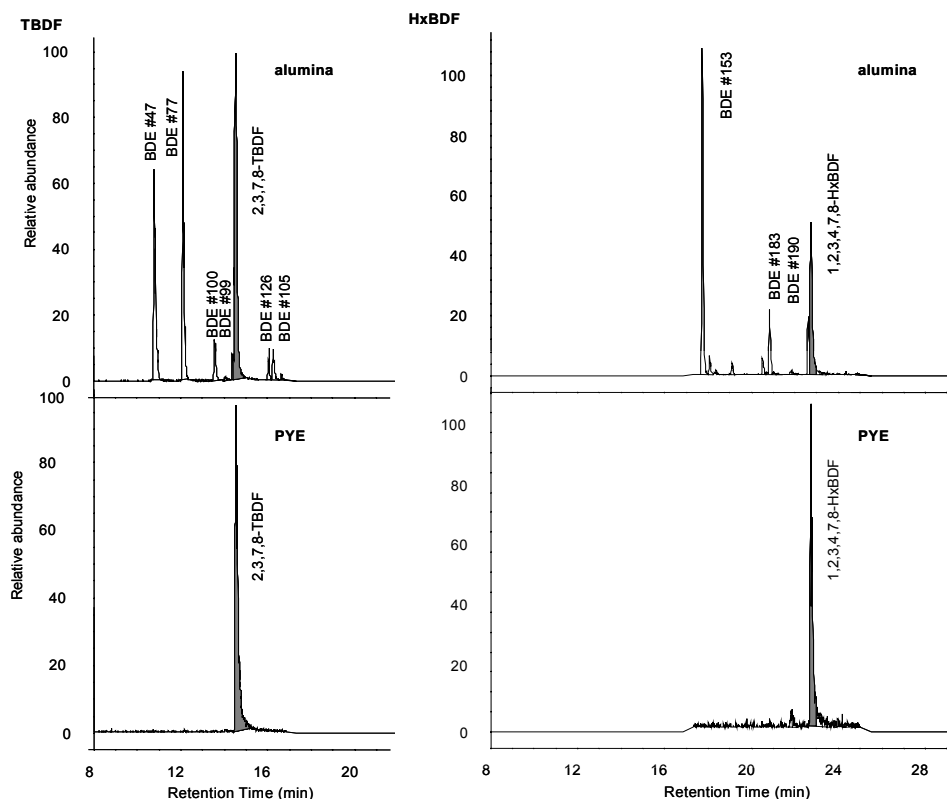 TBDF
alumina
Relative abundance
100
80
60
40
20
0
BDE #47
BDE #77
BDE #100
BDE #99
2,3,7,8-TBDF
BDE #126
BDE #105
HxBDF
alumina
100
80
60
40
20
0
BDE #153
BDE #183
BDE #190
1,2,3,4,7,8-HxBDF
PYE
Relative abundance
100
80
60
40
20
0
2,3,7,8-TBDF
8
12
16
20
Retention Time (min)
PYE
100
80
60
40
20
0
1,2,3,4,7,8-HxBDF
8
12
16
20
24
28
Retention Time (min)